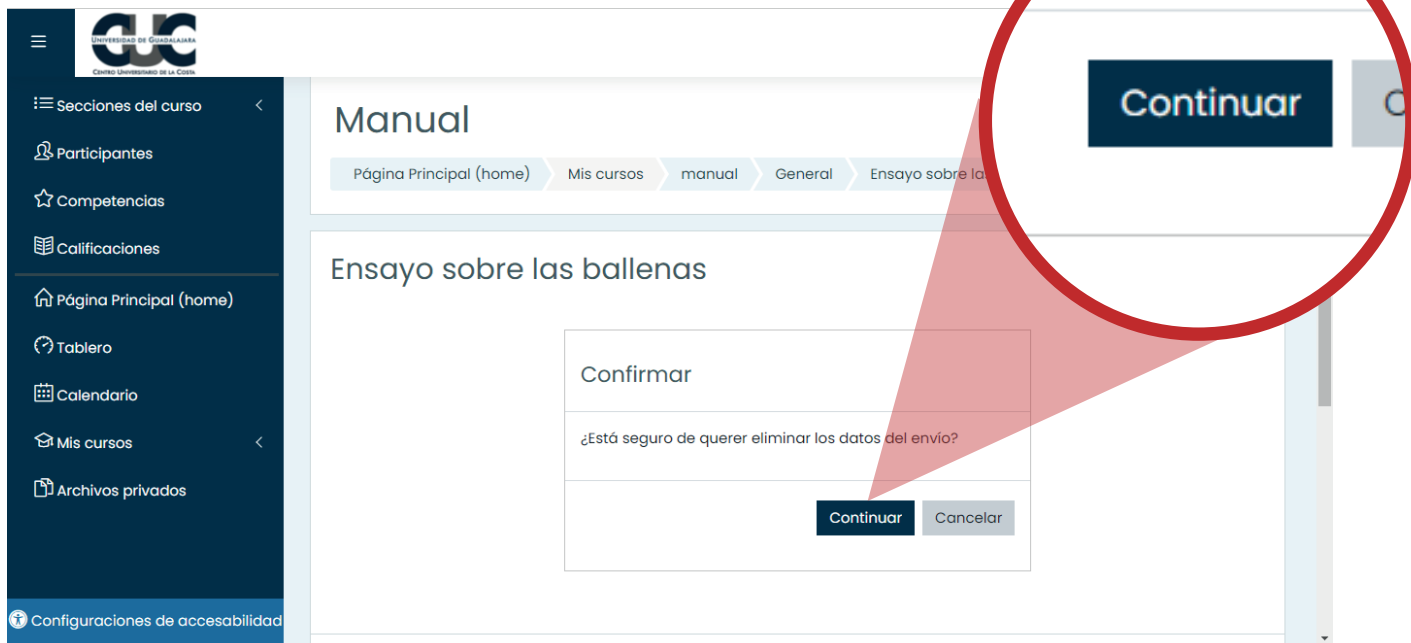 UNIVERSIDAD DE GUADALAJARA
CUC
CENTRO UNIVERSITARIO DE LA COSTA
Secciones del curso
Participantes
Competencias
Calificaciones
Página Principal (home)
Tablero
Calendario
Mis cursos
Archivos privados
Configuraciones de accesabilidad
Manual
Página Principal (home) Mis cursos manual General Ensayo sobre la
Ensayo sobre las ballenas
Confirmar
¿Está seguro de querer eliminar los datos del envío?
Continuar Cancelar
Continuar C